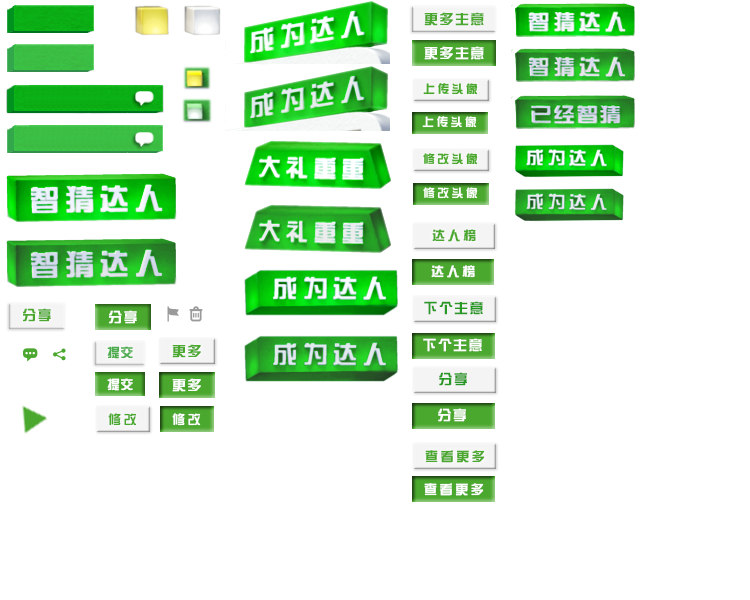 智猜达人
智猜达人
分享
分享
提交
更多
提交
更多
修改
修改
成为达人
成为达人
大礼重重
大礼重重
成为达人
成为达人
更多主意
更多主意
上传头像
上传头像
修改头像
修改头像
达人榜
达人榜
下个主意
下个主意
分享
分享
查看更多
查看更多
智猜达人
智猜达人
已经智猜
成为达人
成为达人